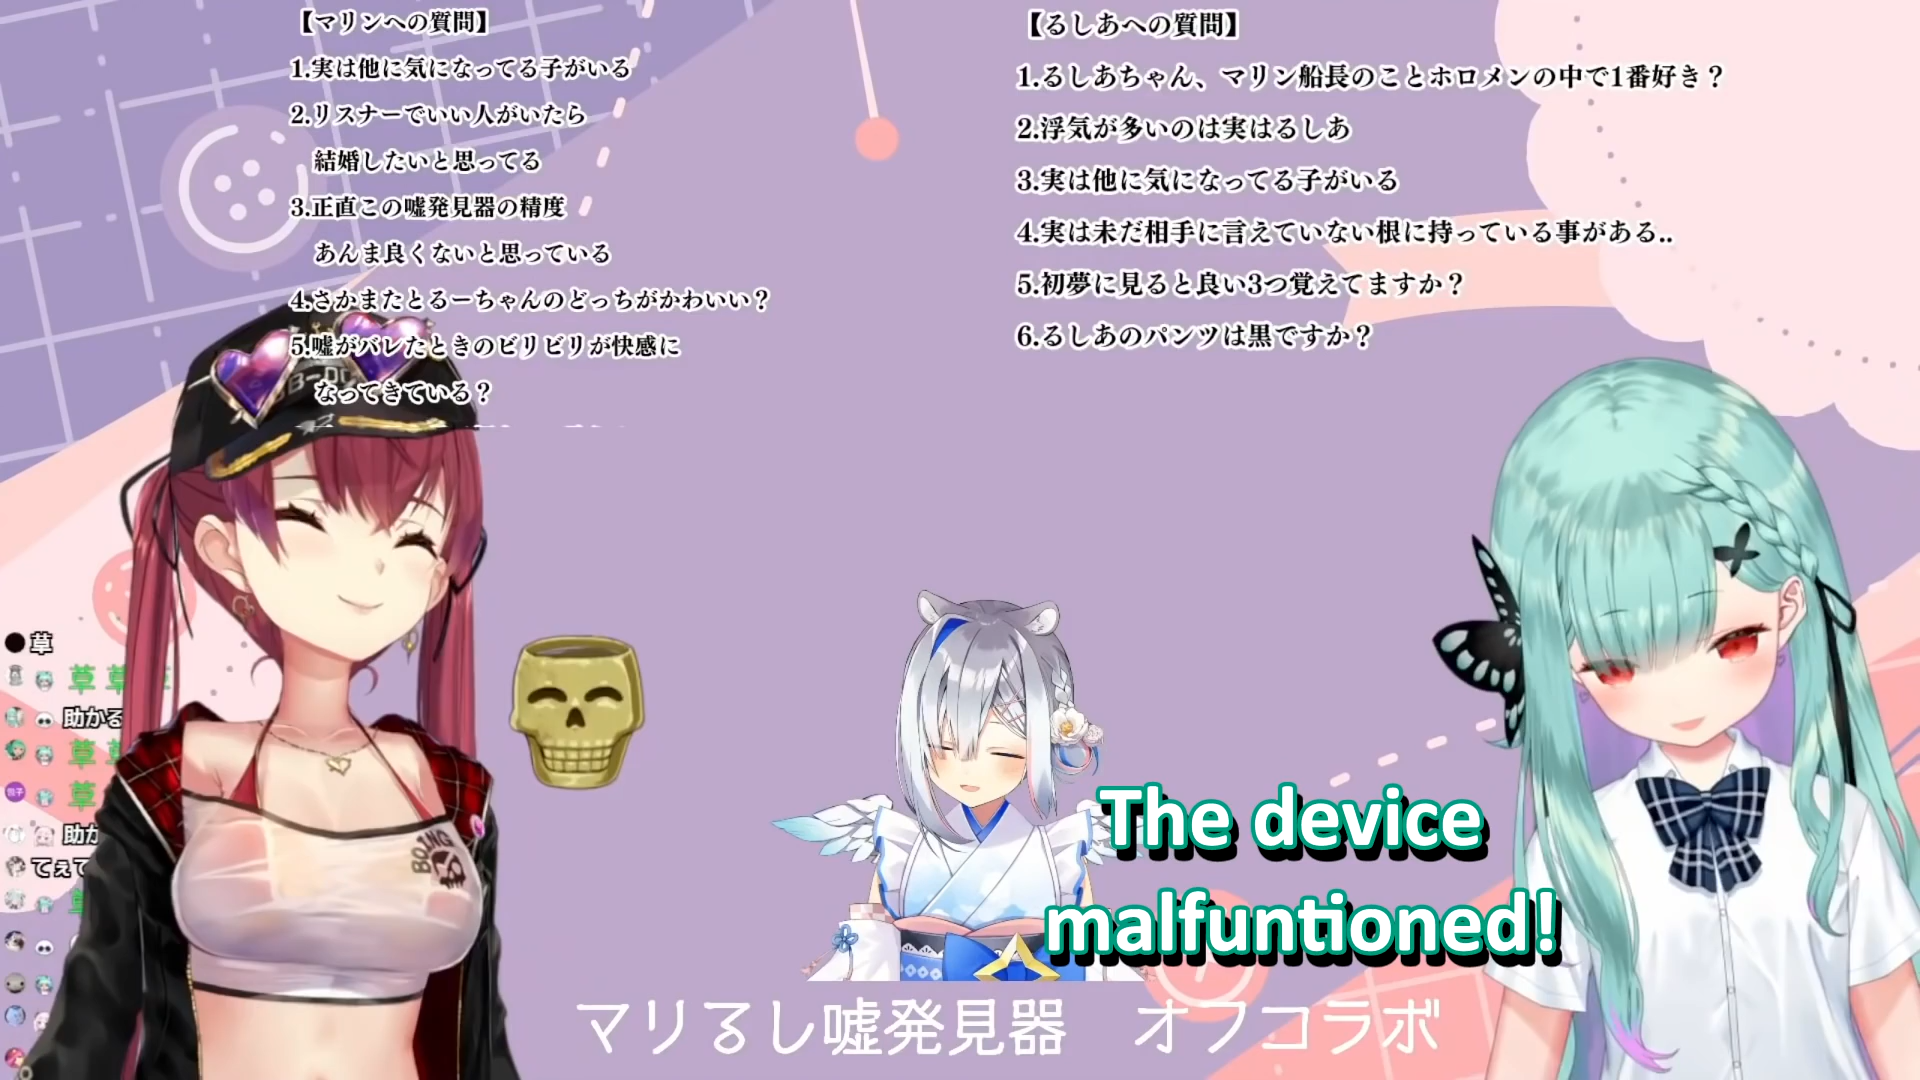 【マリンへの質問】
1.実は他に気になってる子がいる
2.リスナーでいい人がいたら
結婚したいと思ってる
3.正直この嘘発見器の精度
あんま良くないと思っている
4.さかまたとるーちゃんのどっちがかわいい？
5.嘘がバレたときのビリビリが快感に
なってきている？
【るしあへの質問】
1.るしあちゃん、マリン船長のことホロメンの中で1番好き？
2.浮気が多いのは実はるしあ
3.実は他に気になってる子がいる
4.実は未だ相手に言えていない根に持っている事がある..
5.初夢に見ると良い3つ覚えてますか？
6.るしあのパンツは黒ですか？
草
草草
助かる
草
草
助か
てぇて
草
BOING
The device
malfuntioned!
マリるし嘘発見器 オフコラボ